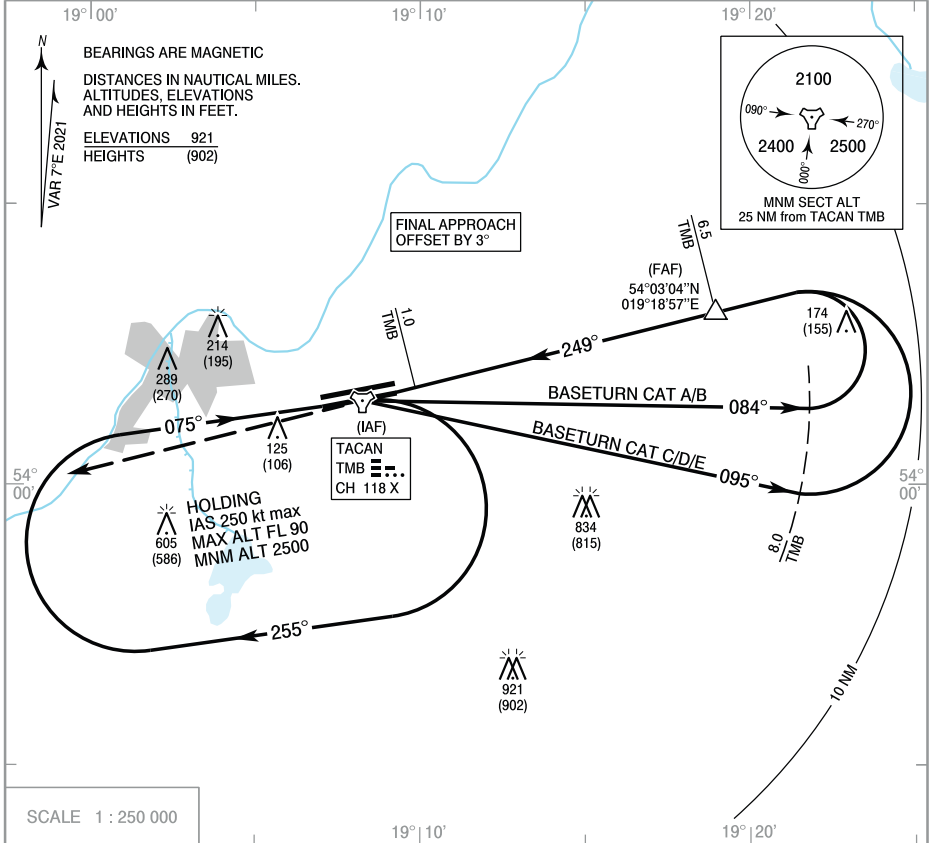 19° 00'
19° 10'
19° 20'
N
VAR 7°E 2021
BEARINGS ARE MAGNETIC
DISTANCES IN NAUTICAL MILES.
ALTITUDES, ELEVATIONS
AND HEIGHTS IN FEET.
ELEVATIONS 921
HEIGHTS (902)
2100
090°
270°
2400
2500
000°
MNM SECT ALT
25 NM from TACAN TMB
FINAL APPROACH
OFFSET BY 3°
6.5
TMB
(FAF)
54°03'04''N
019°18'57''E
174
(155)
1.0
TMB
214
(195)
289
(270)
249°
BASETURN CAT A/B
084°
BASETURN CAT C/D/E
095°
075°
(IAF)
TACAN
TMB
CH 118 X
125
(106)
54°
00'
54°
00'
HOLDING
IAS 250 kt max
MAX ALT FL 90
MNM ALT 2500
605
(586)
834
(815)
8.0
TMB
255°
921
(902)
10 NM
SCALE 1 : 250 000
19° 10'
19° 20'